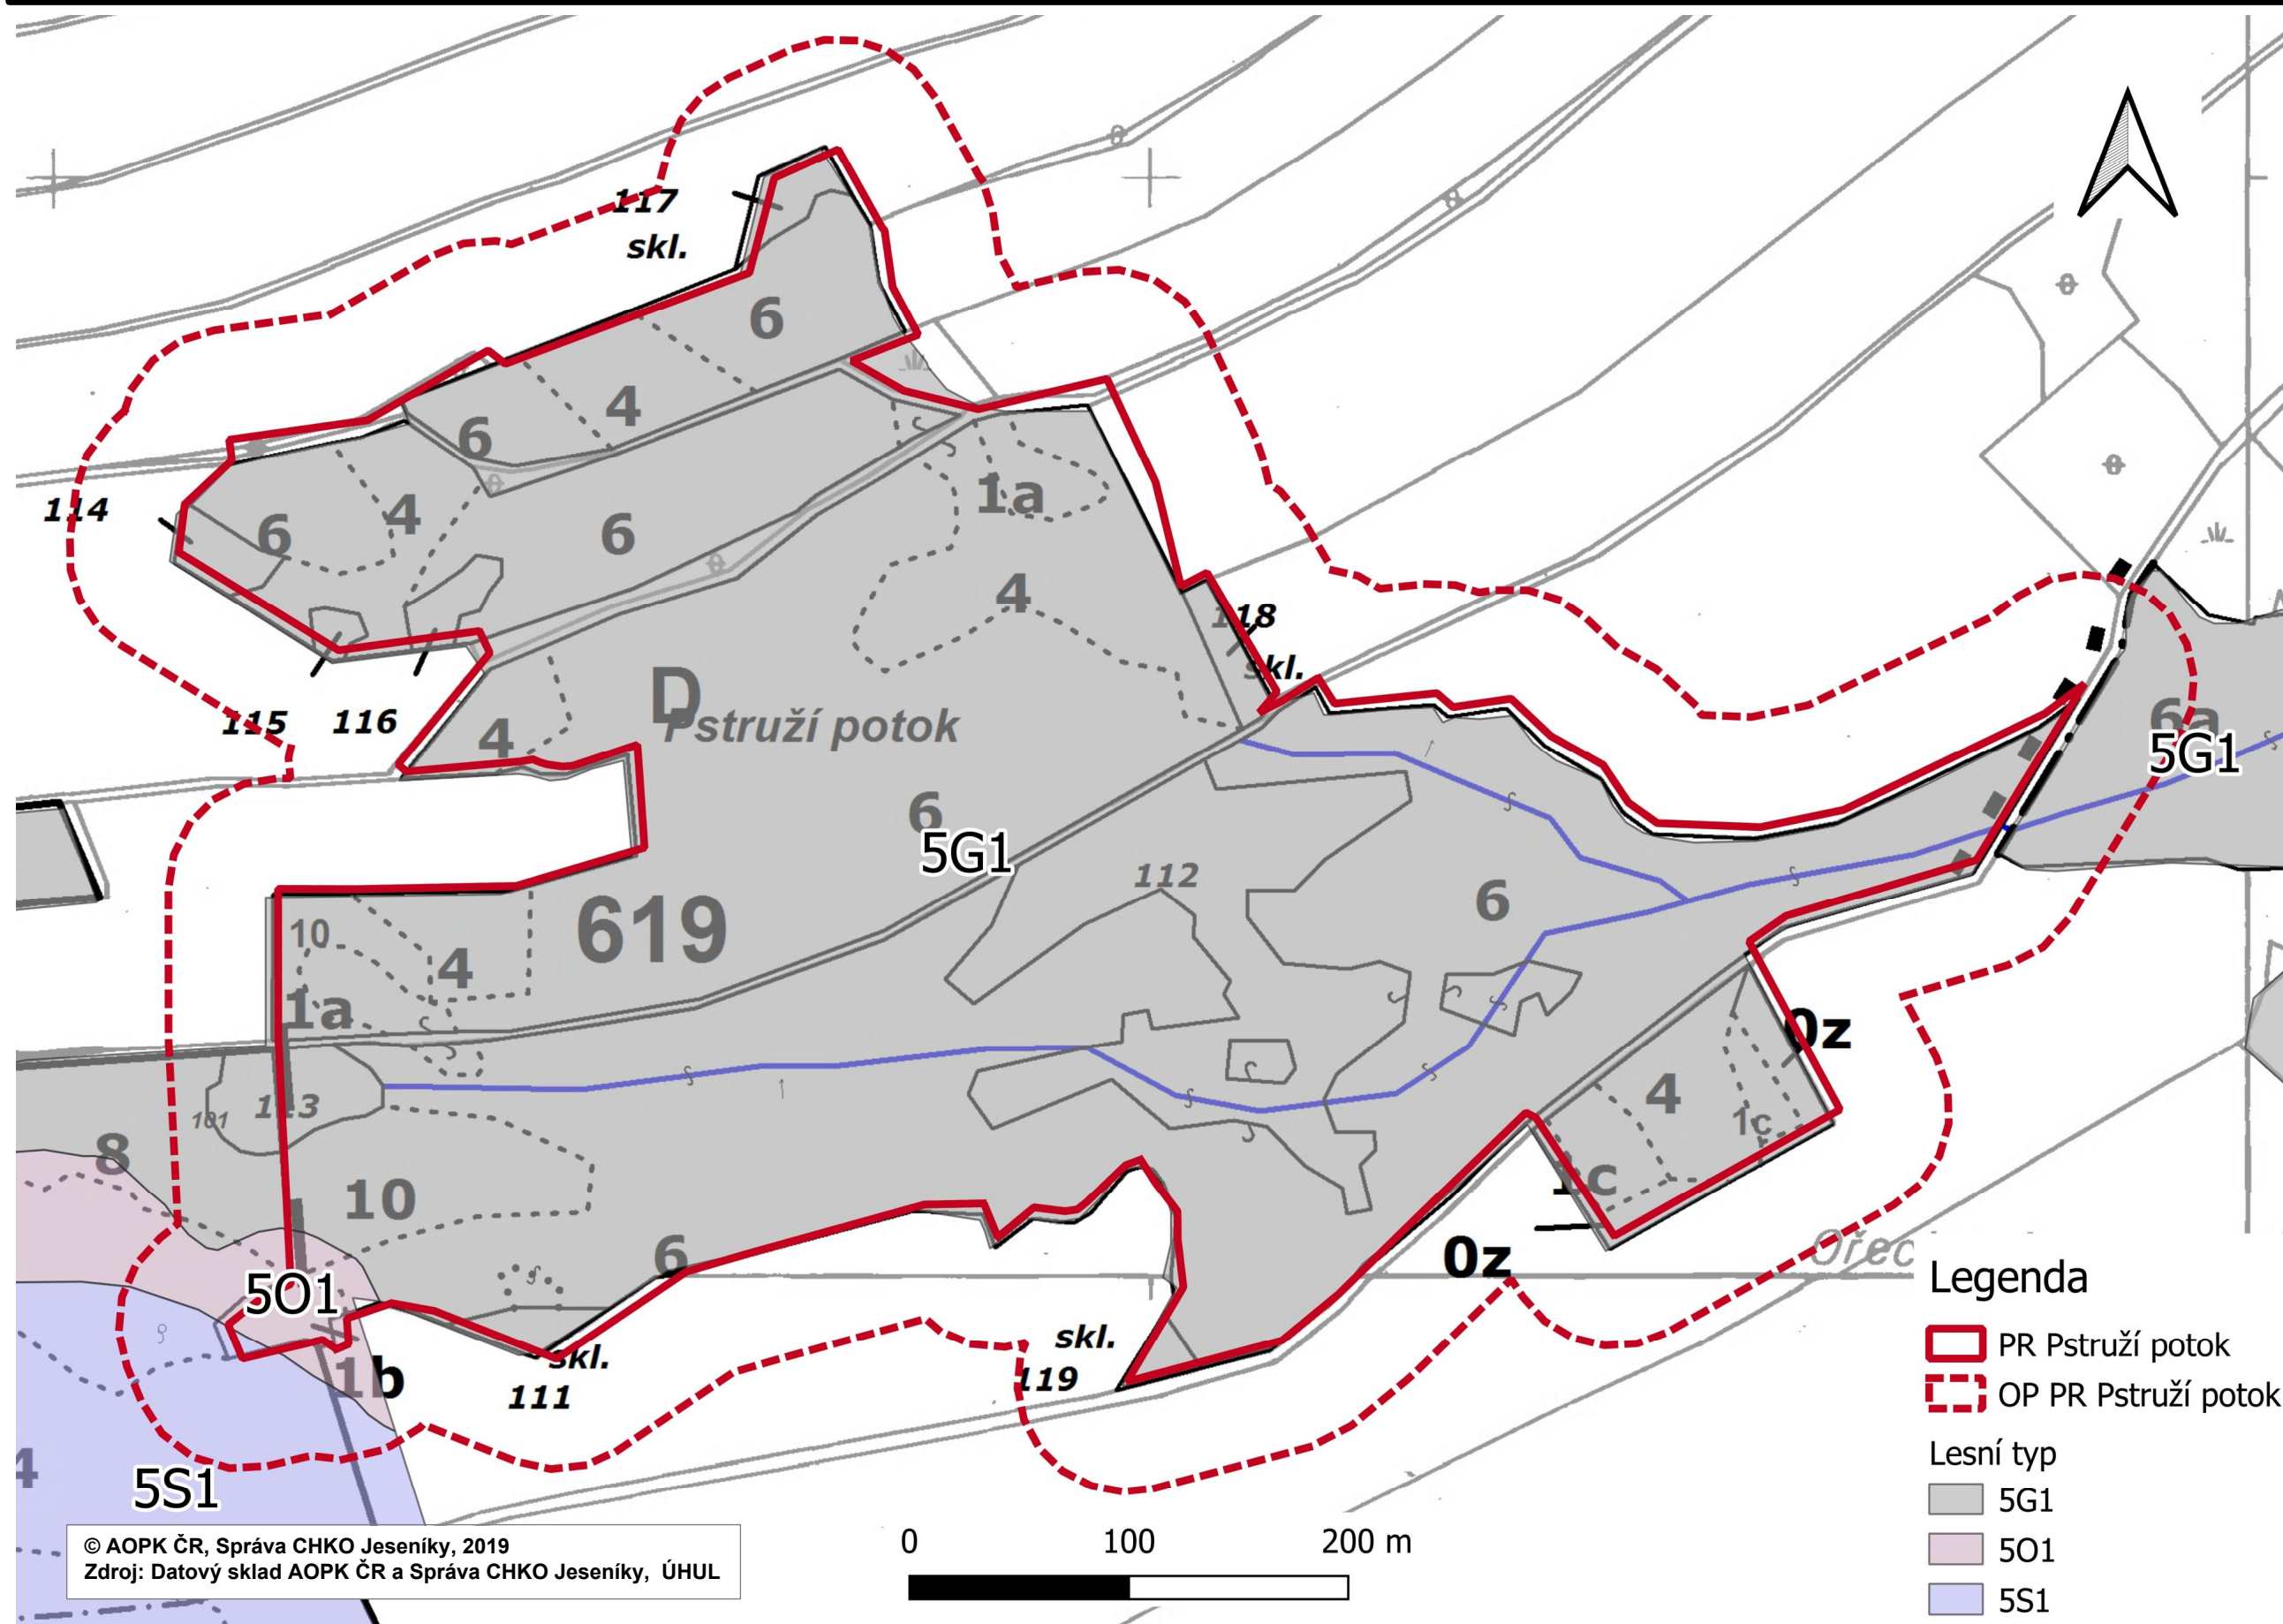 117
skl.
6
4
6
1a
114
4
6
6
4
118
skl.
D
Pstruží potok
115
116
4
6a
5G1
6
5G1
112
6
619
10
4
1a
0z
4
1c
101
113
8
10
1c
6
0z
Ořec
5O1
skl.
111
skl.
119
1b
4
5S1
Legenda
PR Pstruží potok
OP PR Pstruží potok
Lesní typ
5G1
5O1
5S1
© AOPK ČR, Správa CHKO Jeseníky, 2019
Zdroj: Datový sklad AOPK ČR a Správa CHKO Jeseníky, ÚHUL
0 100 200 m